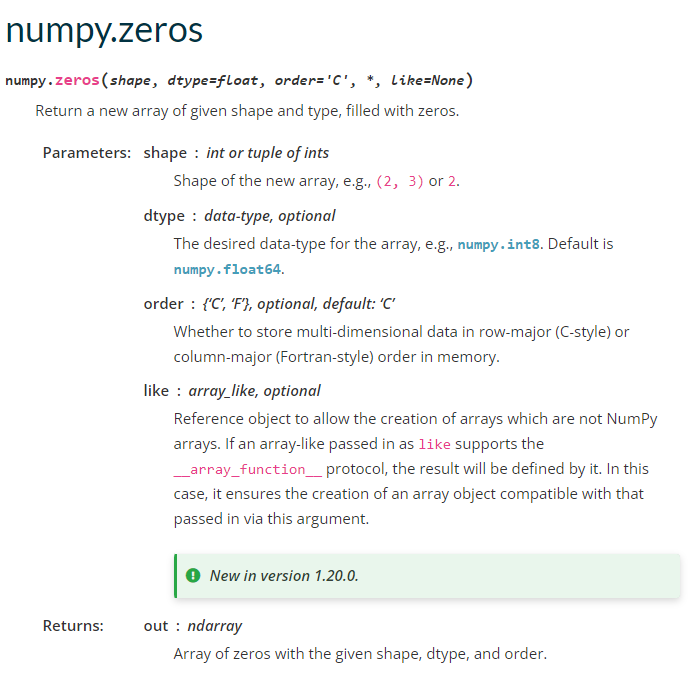 numpy.zeros
numpy.zeros(shape, dtype=float, order='C', *, like=None)
Return a new array of given shape and type, filled with zeros.
Parameters: shape : int or tuple of ints
Shape of the new array, e.g., (2, 3) or 2.
dtype : data-type, optional
The desired data-type for the array, e.g., numpy.int8. Default is
numpy.float64.
order : {‘C’, ‘F’}, optional, default: ‘C’
Whether to store multi-dimensional data in row-major (C-style) or
column-major (Fortran-style) order in memory.
like : array_like, optional
Reference object to allow the creation of arrays which are not NumPy
arrays. If an array-like passed in as like supports the
__array_function__ protocol, the result will be defined by it. In this
case, it ensures the creation of an array object compatible with that
passed in via this argument.
New in version 1.20.0.
Returns: out : ndarray
Array of zeros with the given shape, dtype, and order.